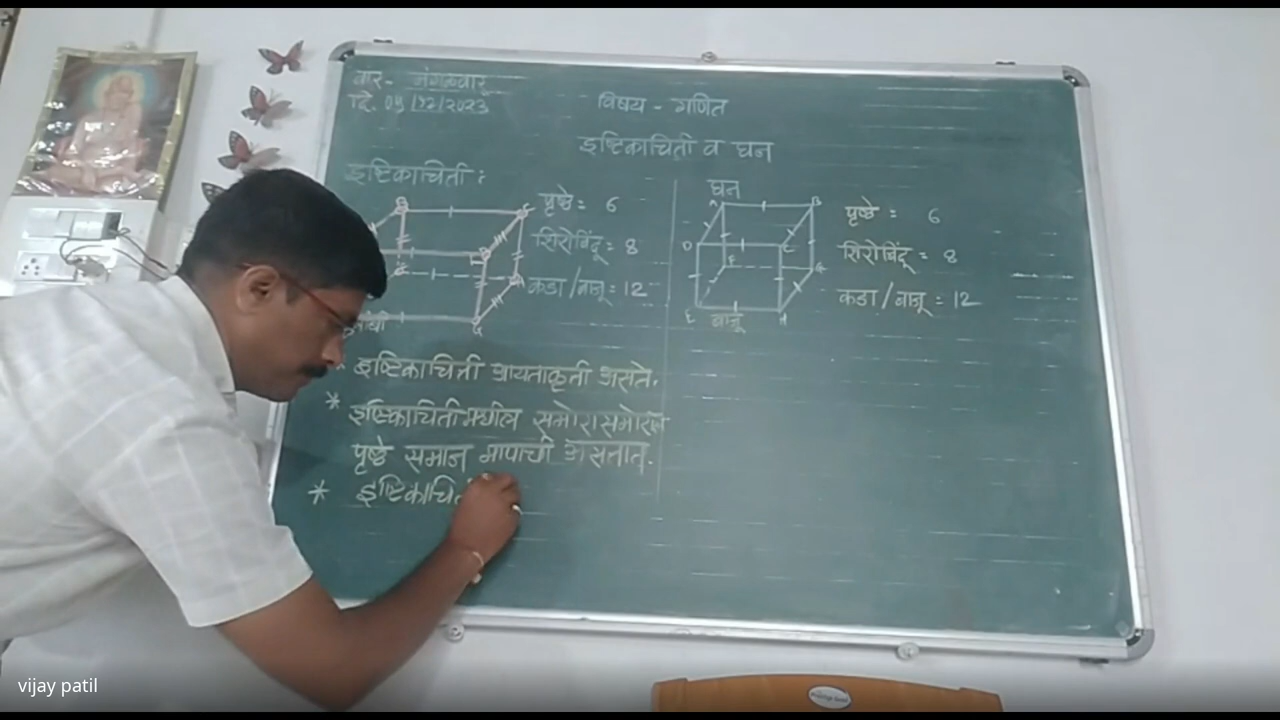 वार - मंगळवार
दि. 05/12/2023
विषय - गणित
इष्टिकाचिती व घन
इष्टिकाचिती :
पृष्ठे = 6
शिरोबिंदू = 8
कडा / बाजू = 12
* इष्टिकाचिती आयताकृती असते.
* इष्टिकाचितीमधील समोरासमोरील
पृष्ठे समान मापाची असतात.
* इष्टिकाचिती
घन
A B
D C
F G
E H
बाजू
पृष्ठे = 6
शिरोबिंदू = 8
कडा / बाजू = 12
vijay patil